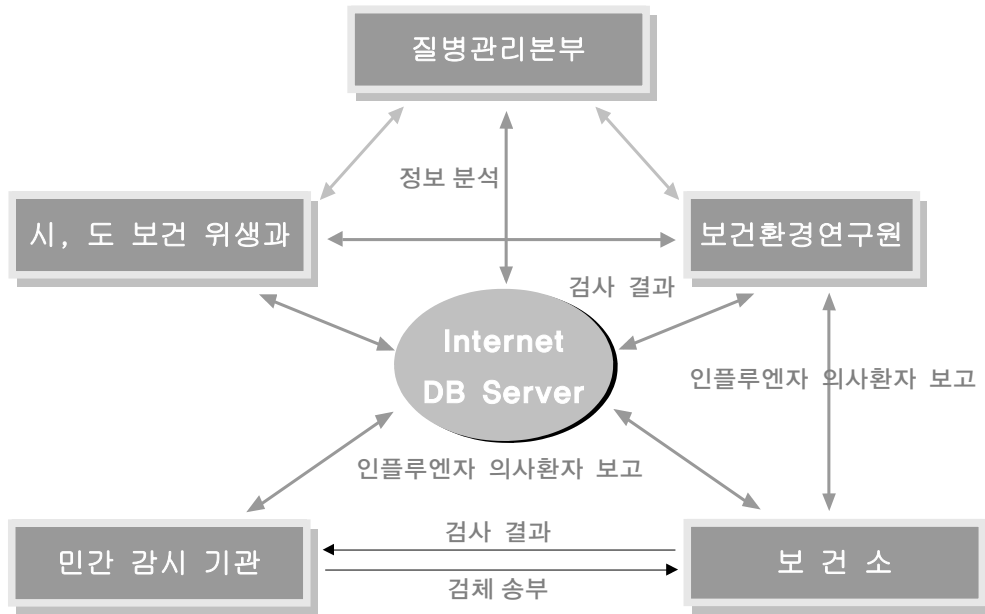 질병관리본부
정보 분석
시, 도 보건 위생과
보건환경연구원
검사 결과
Internet
DB Server
인플루엔자 의사환자 보고
인플루엔자 의사환자 보고
검사 결과
민간 감시 기관
보 건 소
검체 송부